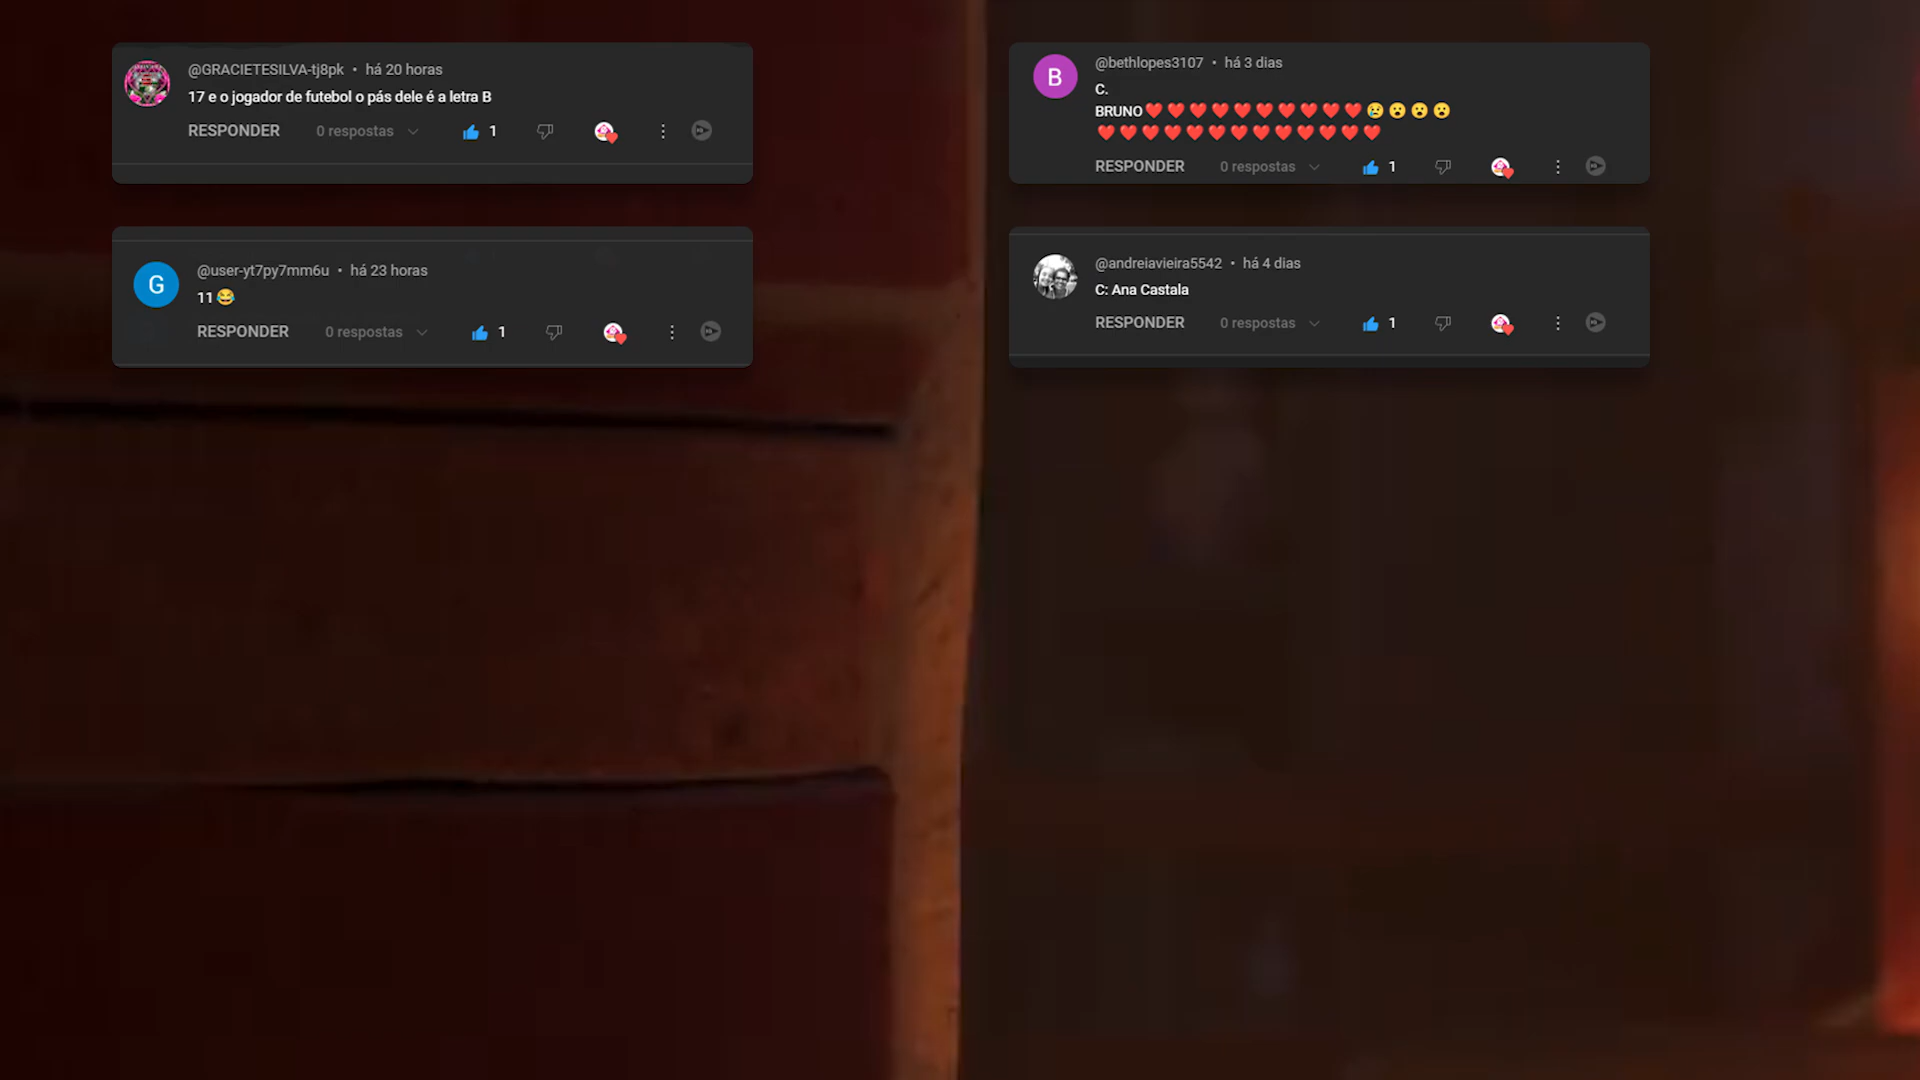 @GRACIETESILVA-tj8pk • há 20 horas
17 e o jogador de futebol o pás dele é a letra B
RESPONDER 0 respostas 1
@user-yt7py7mm6u • há 23 horas
11 😂
RESPONDER 0 respostas 1
@bethlopes3107 • há 3 dias
C.
BRUNO❤️❤️❤️❤️❤️❤️❤️❤️❤️❤️😢😮😮😮
❤️❤️❤️❤️❤️❤️❤️❤️❤️❤️❤️❤️❤️
RESPONDER 0 respostas 1
@andreiavieira5542 • há 4 dias
C: Ana Castala
RESPONDER 0 respostas 1